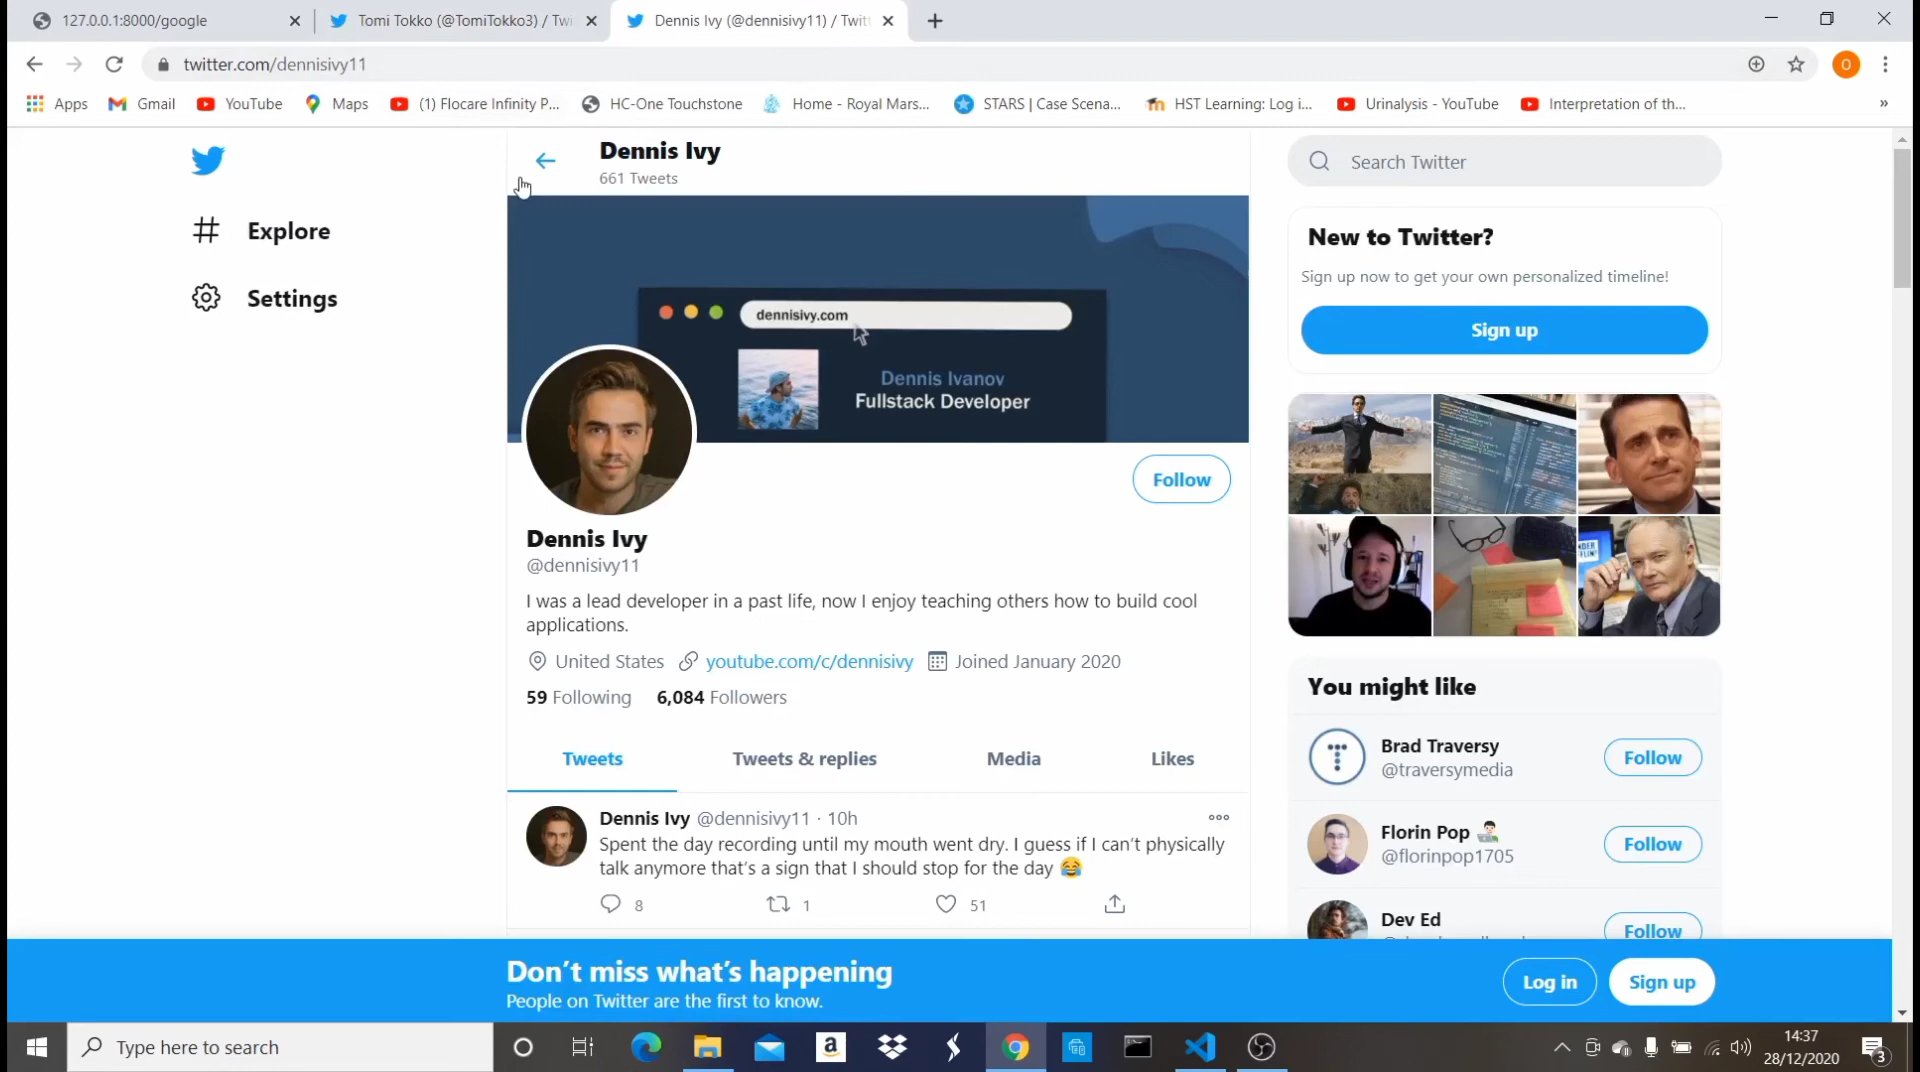 127.0.0.1:8000/google
Tomi Tokko (@TomiTokko3) / Twi
Dennis Ivy (@dennisivy11) / Twitt
twitter.com/dennisivy11
O
Apps
Gmail
YouTube
Maps
(1) Flocare Infinity P...
HC-One Touchstone
Home - Royal Mars...
STARS | Case Scena...
HST Learning: Log i...
Urinalysis - YouTube
Interpretation of th...
»
Explore
Settings
Dennis Ivy
661 Tweets
dennisivy.com
Dennis Ivanov
Fullstack Developer
Follow
Dennis Ivy
@dennisivy11
I was a lead developer in a past life, now I enjoy teaching others how to build cool
applications.
United States youtube.com/c/dennisivy Joined January 2020
59 Following 6,084 Followers
Tweets Tweets & replies Media Likes
Dennis Ivy @dennisivy11 · 10h
Spent the day recording until my mouth went dry. I guess if I can't physically
talk anymore that's a sign that I should stop for the day 😂
8 1 51
Search Twitter
New to Twitter?
Sign up now to get your own personalized timeline!
Sign up
You might like
Brad Traversy
@traversymedia
Follow
Florin Pop 👨🏻‍💻
@florinpop1705
Follow
Dev Ed
Follow
Don't miss what's happening
People on Twitter are the first to know.
Log in
Sign up
Type here to search
14:37
28/12/2020
3